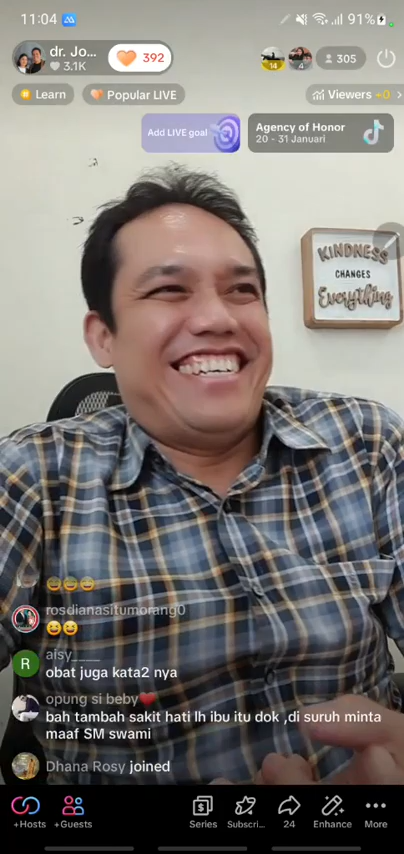 11:04
91%
dr. Jo...
3.1K
392
14
4
305
Learn
Popular LIVE
Viewers +0 >
Add LIVE goal
Agency of Honor
20 - 31 Januari
KINDNESS
CHANGES
Everything
rosdianasitumorang0
R
aisy____
obat juga kata2 nya
opung si beby
bah tambah sakit hati lh ibu itu dok ,di suruh minta
maaf SM swami
Dhana Rosy joined
+Hosts
+Guests
Series
Subscri...
24
Enhance
More